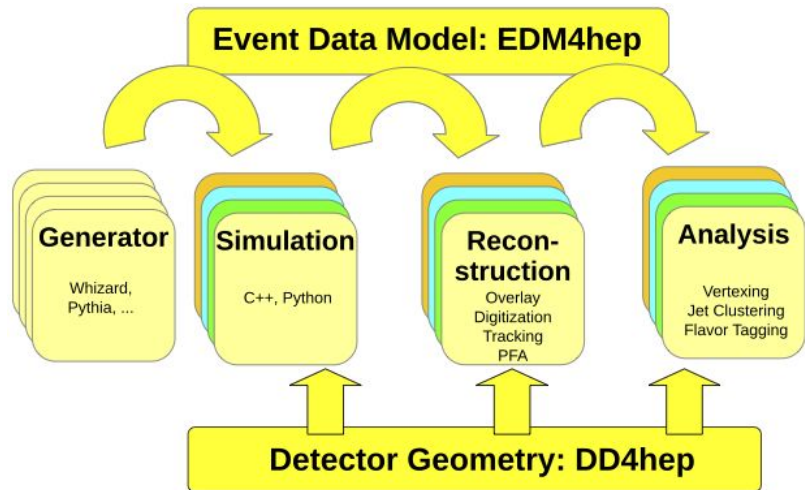 Event Data Model: EDM4hep
Generator
Whizard,
Pythia, ...
Simulation
C++, Python
Recon-
struction
Overlay
Digitization
Tracking
PFA
Analysis
Vertexing
Jet Clustering
Flavor Tagging
Detector Geometry: DD4hep